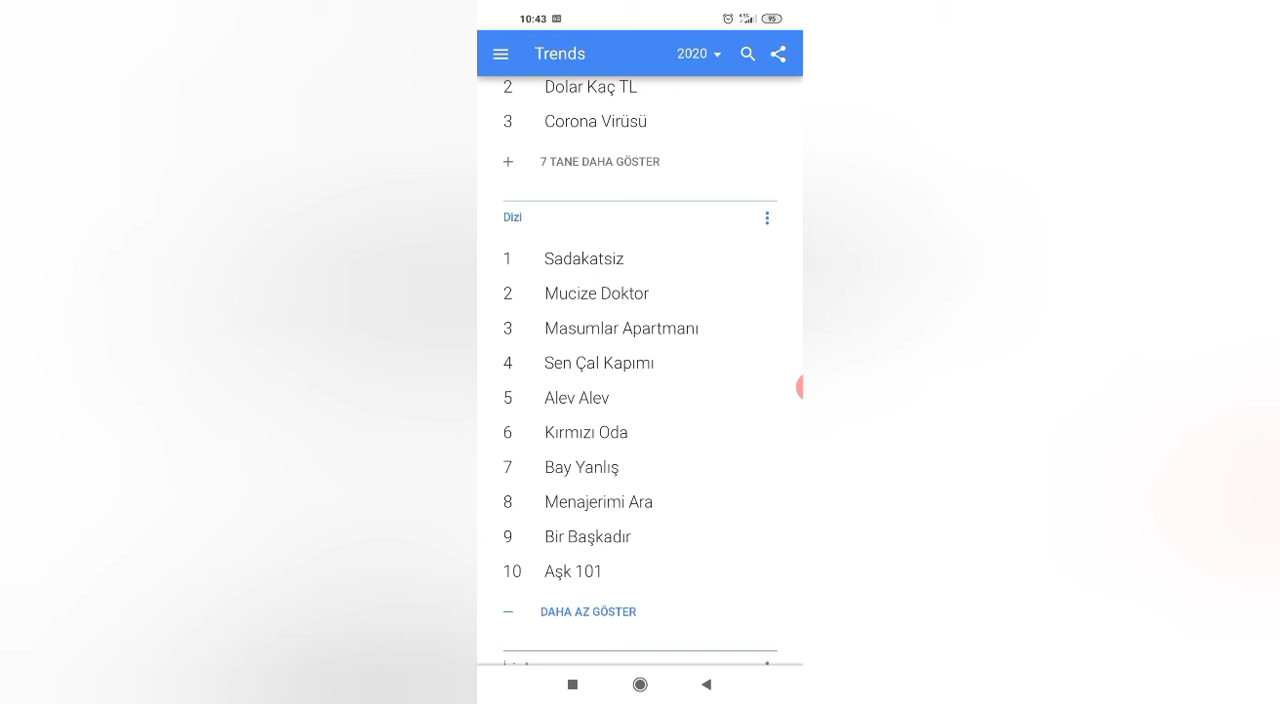 10:43
95
Trends
2020
2 Dolar Kaç TL
3 Corona Virüsü
+ 7 TANE DAHA GÖSTER
Dizi
1 Sadakatsiz
2 Mucize Doktor
3 Masumlar Apartmanı
4 Sen Çal Kapımı
5 Alev Alev
6 Kırmızı Oda
7 Bay Yanlış
8 Menajerimi Ara
9 Bir Başkadır
10 Aşk 101
− DAHA AZ GÖSTER